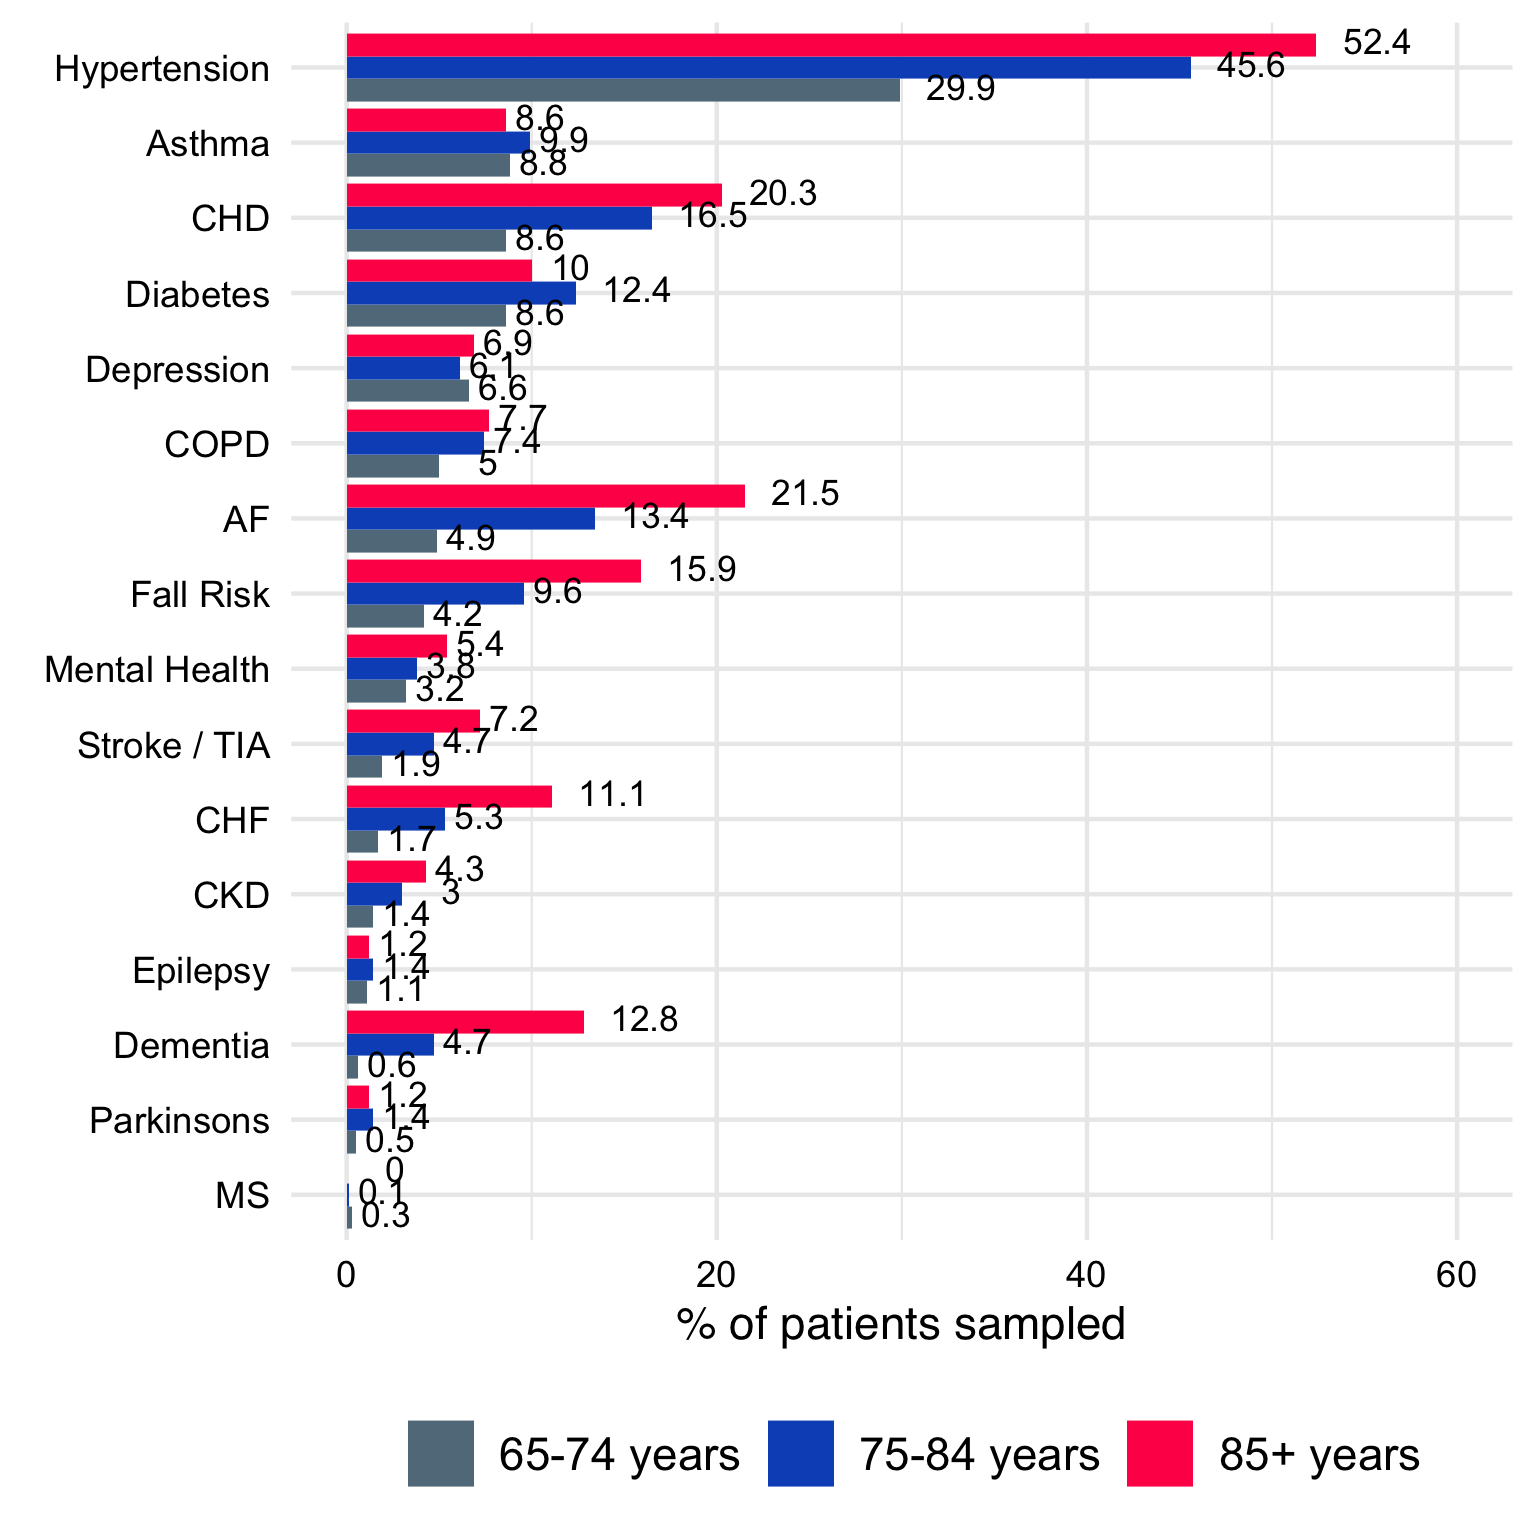 52.4
Hypertension
45.6
29.9
8.6
Asthma
9.9
8.8
20.3
CHD
16.5
8.6
10
Diabetes
12.4
8.6
6.9
Depression
6.1
6.6
7.7
COPD
7.4
5
21.5
AF
13.4
4.9
15.9
Fall Risk
9.6
4.2
5.4
Mental Health
3.8
3.2
7.2
Stroke / TIA
4.7
1.9
11.1
CHF
5.3
1.7
4.3
CKD
3
1.4
1.2
Epilepsy
1.4
1.1
12.8
Dementia
4.7
0.6
1.2
Parkinsons
1.4
0.5
0
MS
0.1
0.3
0 20 40 60
% of patients sampled
65-74 years 75-84 years 85+ years